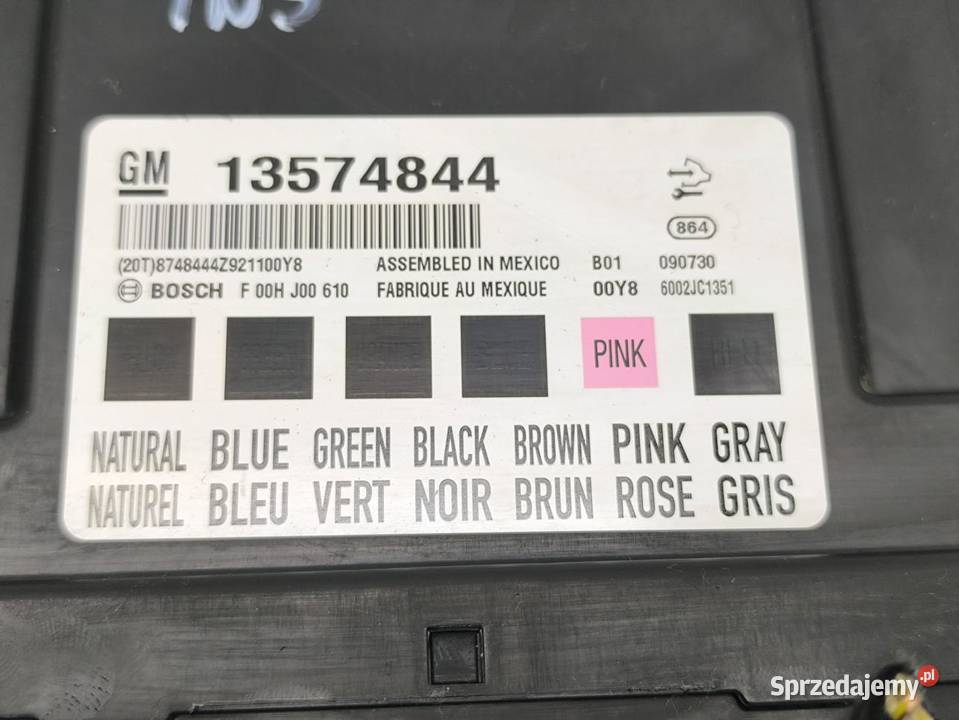 INS
GM 13574844
864
(20T)8748444Z921100Y8 ASSEMBLED IN MEXICO B01 090730
BOSCH F 00H J00 610 FABRIQUE AU MEXIQUE 00Y8 6002JC1351
PINK
NATURAL BLUE GREEN BLACK BROWN PINK GRAY
NATUREL BLEU VERT NOIR BRUN ROSE GRIS
Sprzedajemy.pl